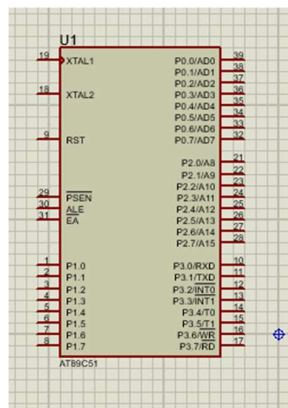 U1
19 XTAL1 P0.0/AD0 39
P0.1/AD1 38
P0.2/AD2 37
18 XTAL2 P0.3/AD3 36
P0.4/AD4 35
P0.5/AD5 34
P0.6/AD6 33
9 RST P0.7/AD7 32
P2.0/A8 21
P2.1/A9 22
P2.2/A10 23
29 PSEN P2.3/A11 24
30 ALE P2.4/A12 25
31 EA P2.5/A13 26
P2.6/A14 27
P2.7/A15 28
1 P1.0 P3.0/RXD 10
2 P1.1 P3.1/TXD 11
3 P1.2 P3.2/INT0 12
4 P1.3 P3.3/INT1 13
5 P1.4 P3.4/T0 14
6 P1.5 P3.5/T1 15
7 P1.6 P3.6/WR 16
8 P1.7 P3.7/RD 17
AT89C51